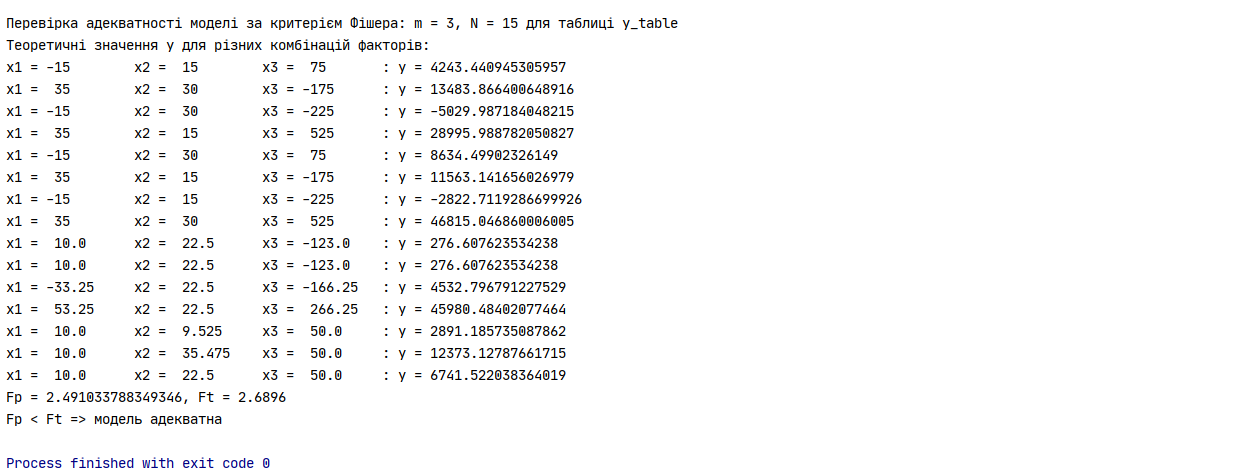 Перевірка адекватності моделі за критерієм Фішера: m = 3, N = 15 для таблиці y_table
Теоретичні значення y для різних комбінацій факторів:
x1 = -15        x2 =  15        x3 =  75       : y = 4243.440945305957
x1 =  35        x2 =  30        x3 = -175      : y = 13483.866400648916
x1 = -15        x2 =  30        x3 = -225      : y = -5029.987184048215
x1 =  35        x2 =  15        x3 =  525      : y = 28995.988782050827
x1 = -15        x2 =  30        x3 =  75       : y = 8634.49902326149
x1 =  35        x2 =  15        x3 = -175      : y = 11563.141656026979
x1 = -15        x2 =  15        x3 = -225      : y = -2822.7119286699926
x1 =  35        x2 =  30        x3 =  525      : y = 46815.046860006005
x1 =  10.0      x2 =  22.5      x3 = -123.0    : y = 276.607623534238
x1 =  10.0      x2 =  22.5      x3 = -123.0    : y = 276.607623534238
x1 = -33.25     x2 =  22.5      x3 = -166.25   : y = 4532.796791227529
x1 =  53.25     x2 =  22.5      x3 =  266.25   : y = 45980.48402077464
x1 =  10.0      x2 =  9.525     x3 =  50.0     : y = 2891.185735087862
x1 =  10.0      x2 =  35.475    x3 =  50.0     : y = 12373.12787661715
x1 =  10.0      x2 =  22.5      x3 =  50.0     : y = 6741.522038364019
Fp = 2.491033788349346, Ft = 2.6896
Fp < Ft => модель адекватна
Process finished with exit code 0